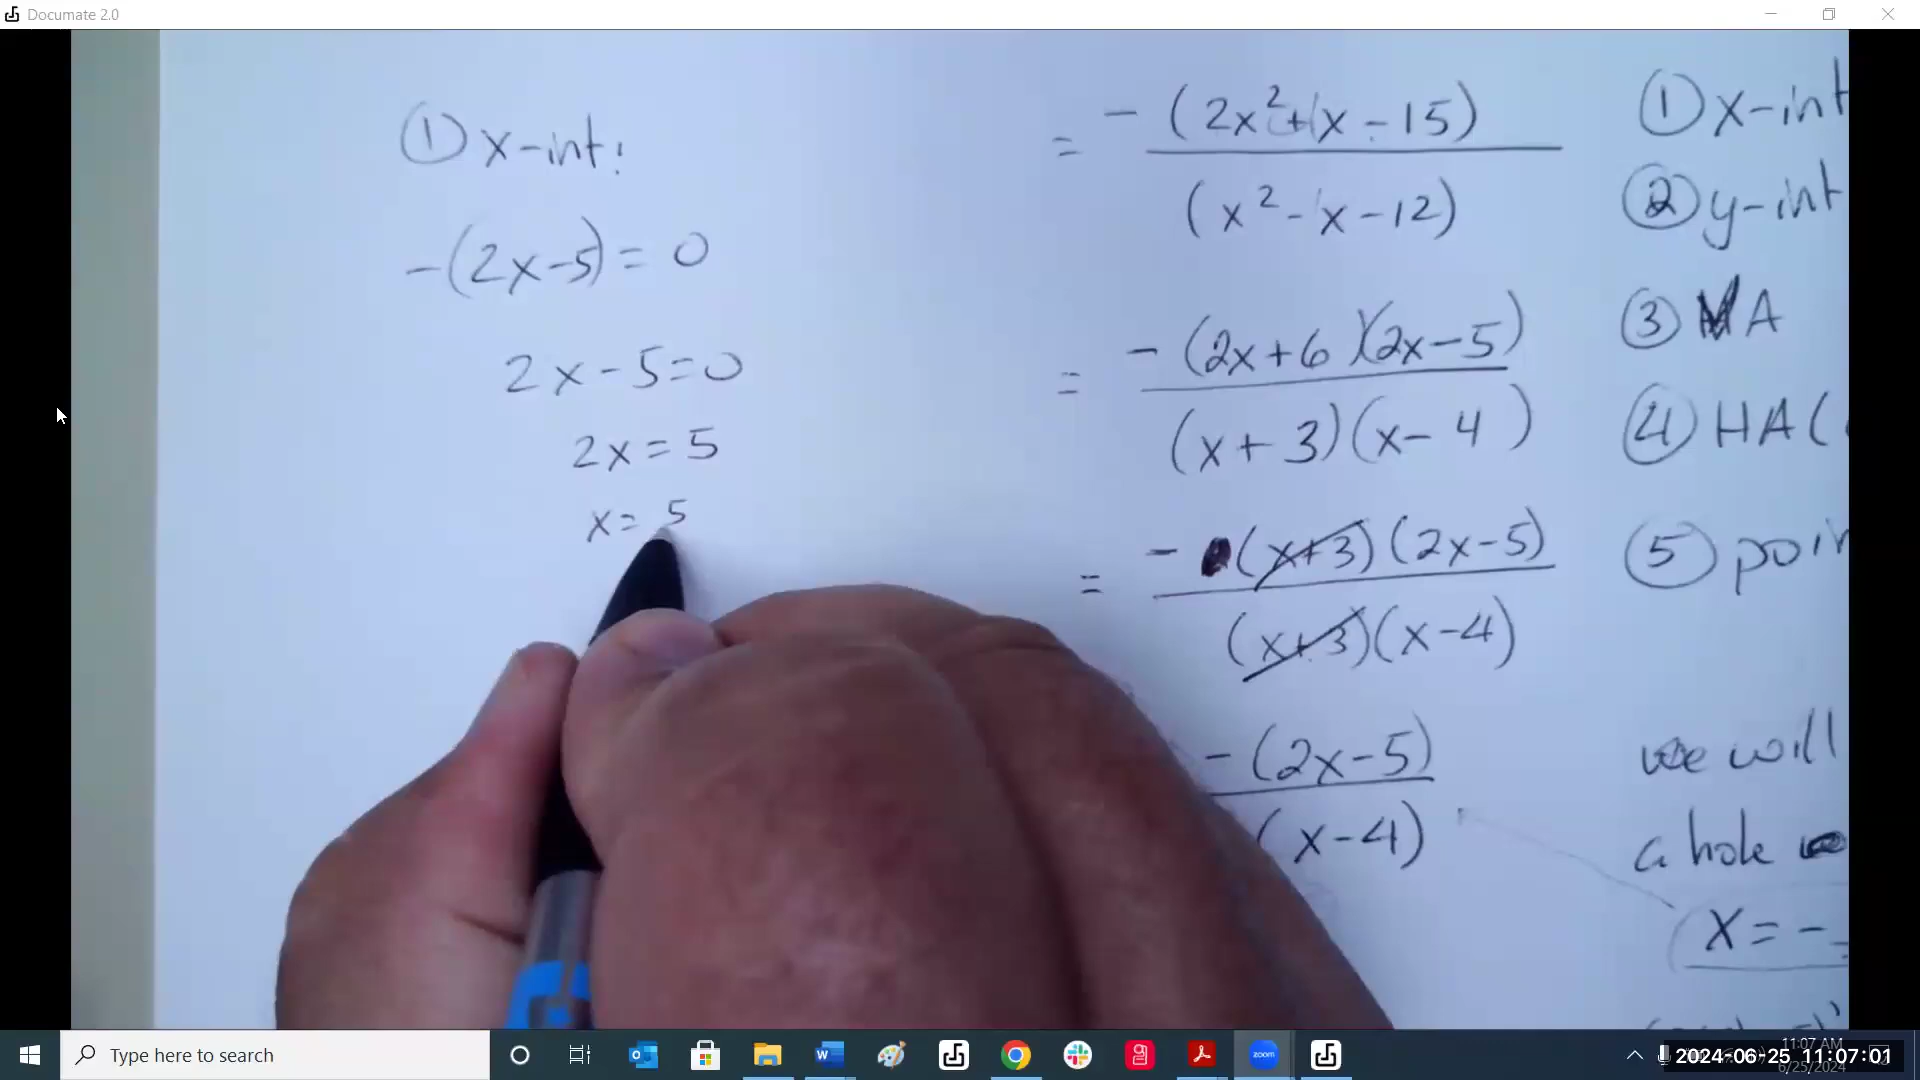 Documate 2.0
① x-int:
-(2x-5) = 0
2x-5=0
2x = 5
x = 5
= -(2x²+1x-15)
(x²-1x-12)
= -(2x+6)(2x-5)
(x+3)(x-4)
= -(x+3)(2x-5)
(x+3)(x-4)
-(2x-5)
(x-4)
① x-int
② y-int
③ VA
④ HA(
⑤
we will
a hole
x = -
Type here to search
11:07 AM
6/25/2024
2024-06-25 11:07:01
zoom